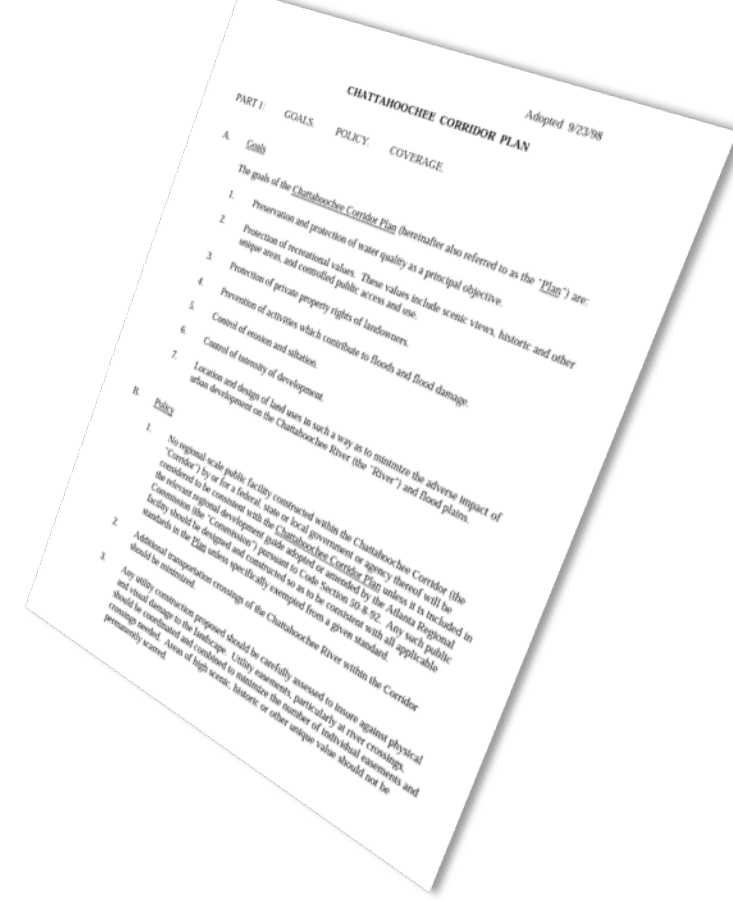 Adopted 9/23/98
CHATTAHOOCHEE CORRIDOR PLAN
PART I: GOALS, POLICY, COVERAGE.
A. Goals
The goals of the Chattahoochee Corridor Plan (hereinafter also referred to as the "Plan") are:
1. Preservation and protection of water quality as a principal objective.
2. Protection of recreational values. These values include scenic views, historic and other
unique areas, and controlled public access and use.
3. Protection of private property rights of landowners.
4. Prevention of activities which contribute to floods and flood damage.
5. Control of erosion and siltation.
6. Control of intensity of development.
7. Location and design of land uses in such a way as to minimize the adverse impact of
urban development on the Chattahoochee River (the "River") and flood plains.
B. Policy
1. No regional-scale public facility constructed within the Chattahoochee Corridor (the
"Corridor") by or for a federal, state or local government or agency thereof will be
considered to be consistent with the Chattahoochee Corridor Plan unless it is included in
the relevant regional development guide adopted or amended by the Atlanta Regional
Commission (the "Commission") pursuant to Code Section 50-8-92. Any such public
facility should be designed and constructed so as to be consistent with all applicable
standards in the Plan unless specifically exempted from a given standard.
2. Additional transportation crossings of the Chattahoochee River within the Corridor
should be minimized.
3. Any utility construction proposed should be carefully assessed to insure against physical
and visual damage to the landscape. Utility easements, particularly at river crossings,
should be coordinated and combined to minimize the number of individual easements and
crossings needed. Areas of high scenic, historic or other unique value should not be
permanently scarred.